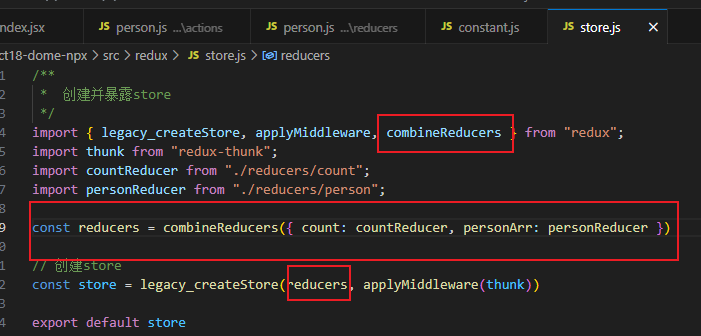 ndex.jsx JS person.js ...\actions JS person.js ...\reducers JS constant.js JS store.js
ct18-dome-npx > src > redux > JS store.js > reducers
1 /**
2 * 创建并暴露store
3 */
4 import { legacy_createStore, applyMiddleware, combineReducers } from "redux";
5 import thunk from "redux-thunk";
6 import countReducer from "./reducers/count";
7 import personReducer from "./reducers/person";
8
9 const reducers = combineReducers({ count: countReducer, personArr: personReducer })
0
1 // 创建store
2 const store = legacy_createStore(reducers, applyMiddleware(thunk))
3
4 export default store